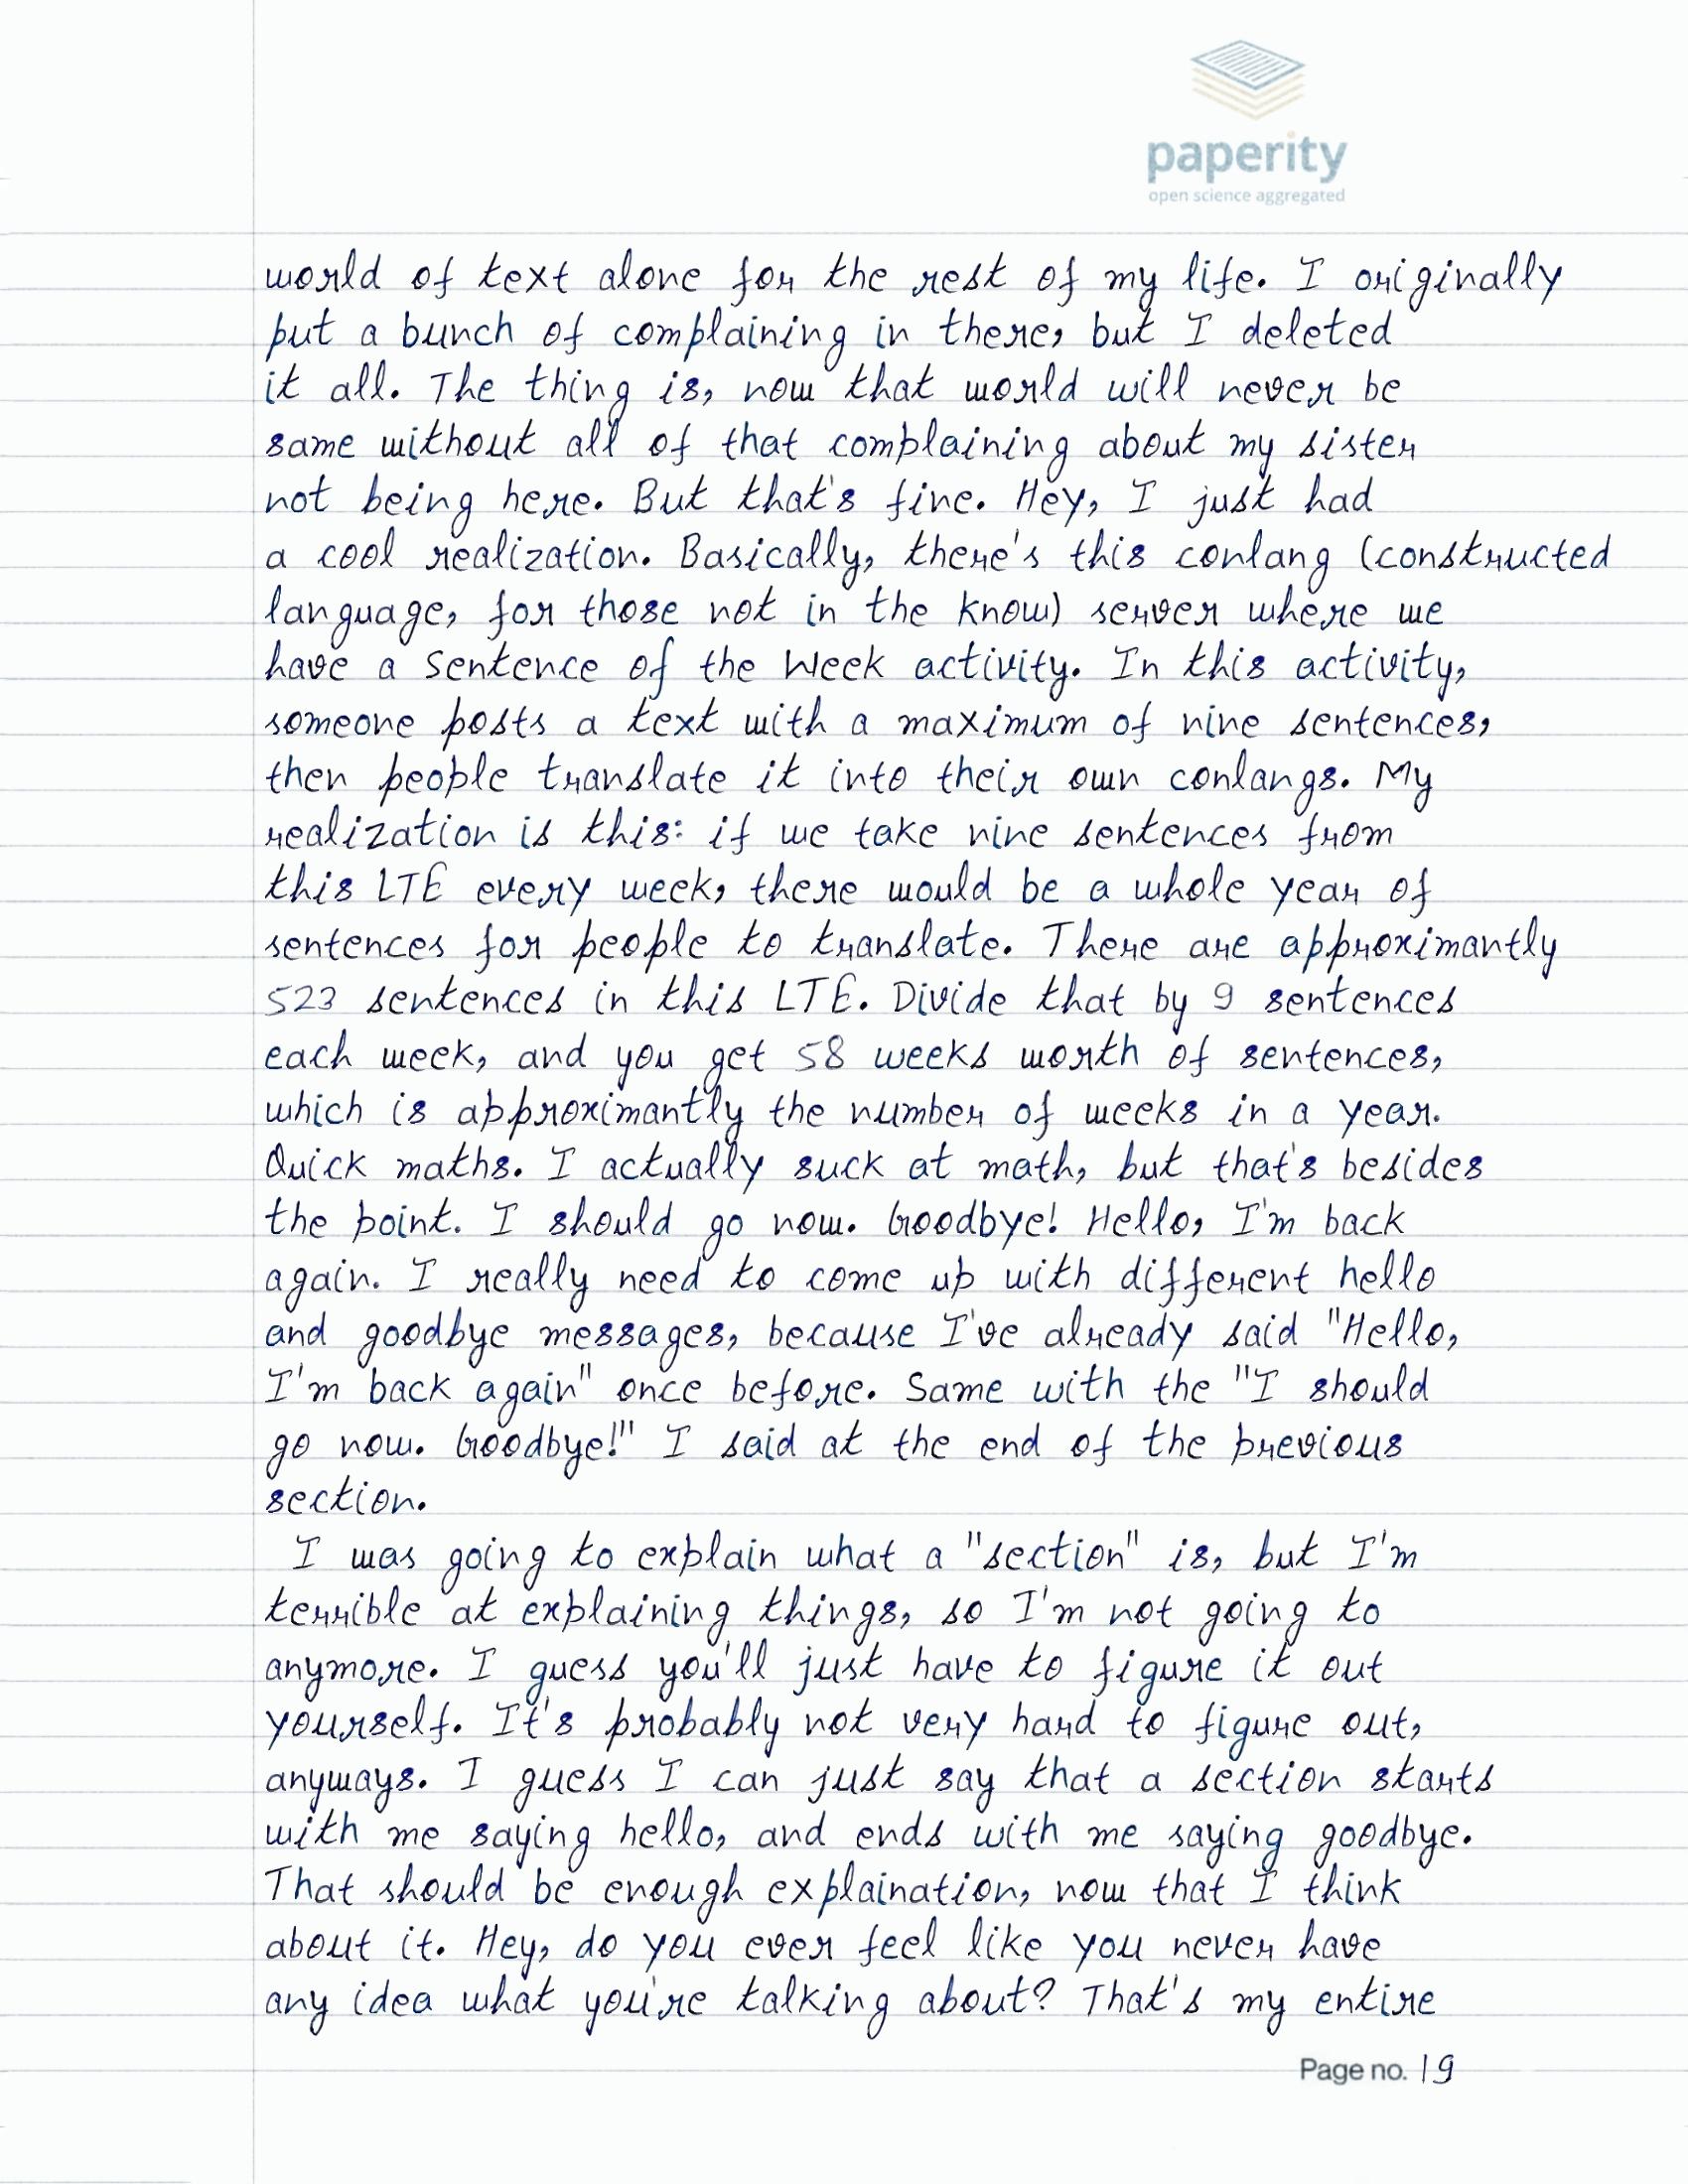 paperity
open science aggregated
world of text alone for the rest of my life. I originally
put a bunch of complaining in there, but I deleted
it all. The thing is, now that world will never be
same without all of that complaining about my sister
not being here. But that's fine. Hey, I just had
a cool realization. Basically, there's this conlang (constructed
language, for those not in the know) server where we
have a Sentence of the Week activity. In this activity,
someone posts a text with a maximum of nine sentences,
then people translate it into their own conlangs. My
realization is this: if we take nine sentences from
this LTE every week, there would be a whole year of
sentences for people to translate. There are approximantly
523 sentences in this LTE. Divide that by 9 sentences
each week, and you get 58 weeks worth of sentences,
which is approximantly the number of weeks in a year.
Quick maths. I actually suck at math, but that's besides
the point. I should go now. Goodbye! Hello, I'm back
again. I really need to come up with different hello
and goodbye messages, because I've already said "Hello,
I'm back again" once before. Same with the "I should
go now. Goodbye!" I said at the end of the previous
section.
I was going to explain what a "section" is, but I'm
terrible at explaining things, so I'm not going to
anymore. I guess you'll just have to figure it out
yourself. It's probably not very hard to figure out,
anyways. I guess I can just say that a section starts
with me saying hello, and ends with me saying goodbye.
That should be enough explaination, now that I think
about it. Hey, do you ever feel like you never have
any idea what you're talking about? That's my entire
Page no. 19